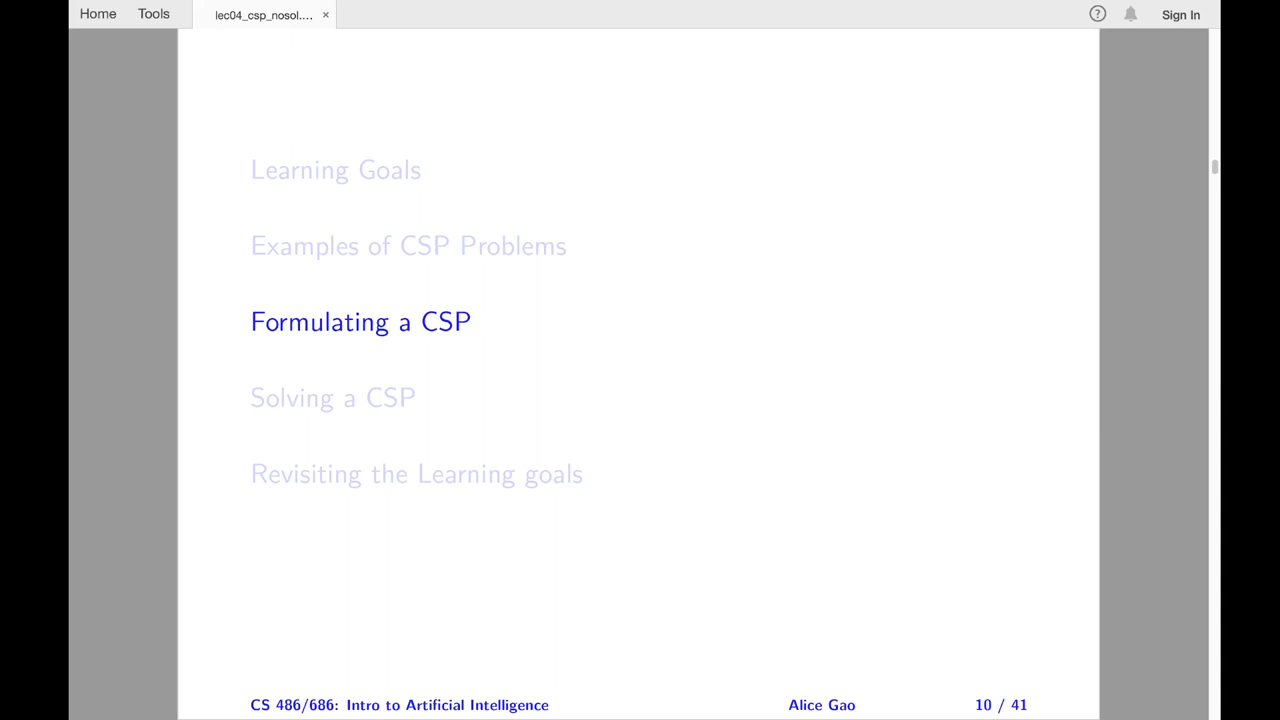 Home Tools lec04_csp_nosol.... × ? Sign In
Learning Goals
Examples of CSP Problems
Formulating a CSP
Solving a CSP
Revisiting the Learning goals
CS 486/686: Intro to Artificial Intelligence Alice Gao 10 / 41